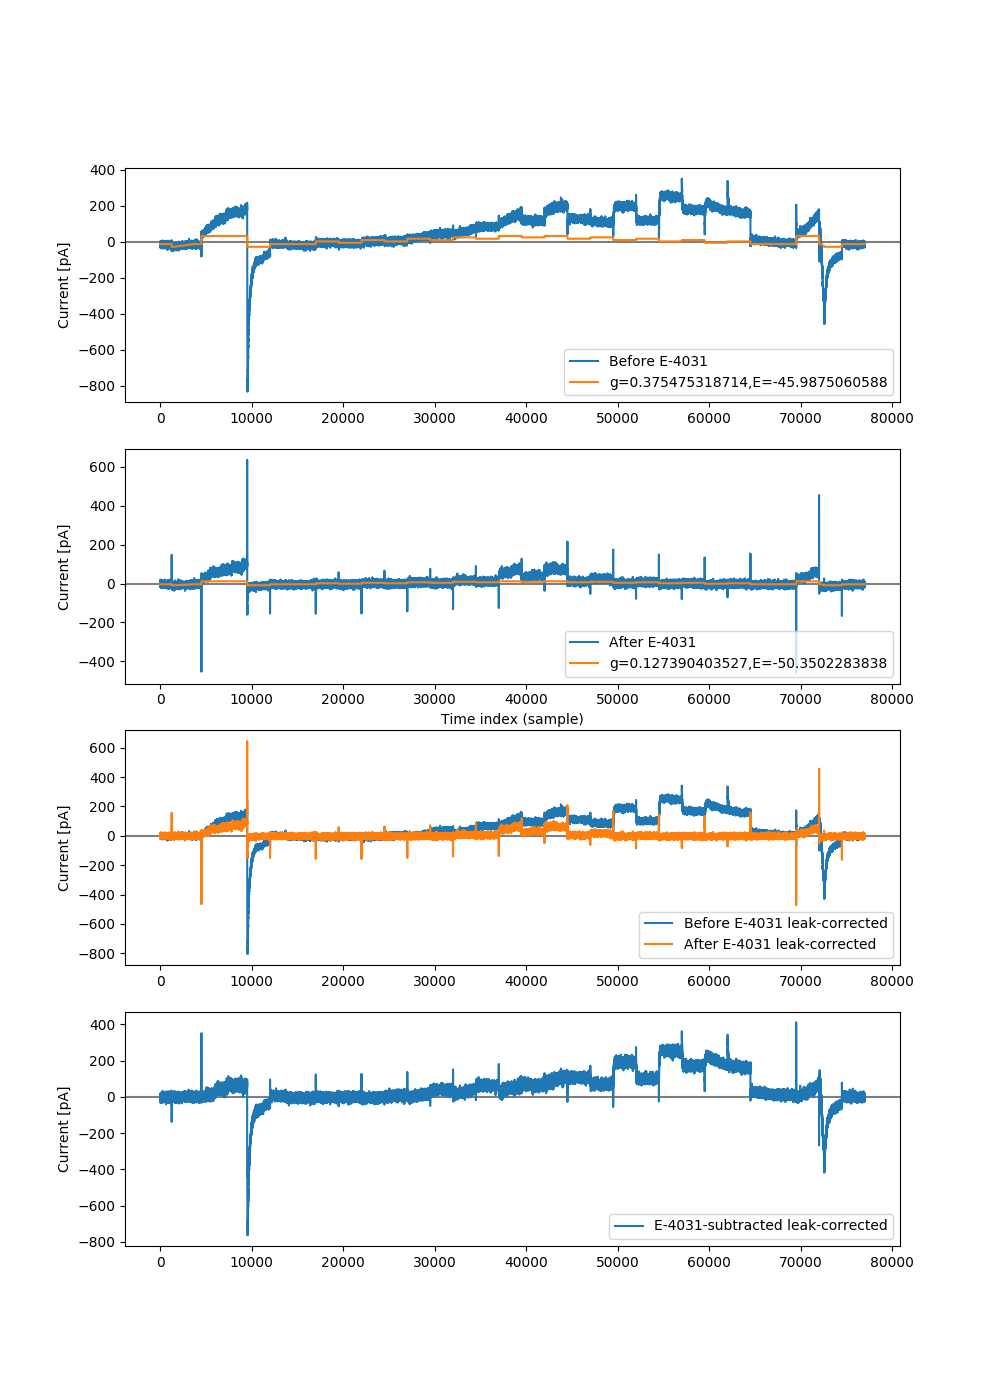 400
200
0
−200
−400
−600
−800
Current [pA]
Before E-4031
g=0.375475318714,E=-45.9875060588
0 10000 20000 30000 40000 50000 60000 70000 80000
600
400
200
0
−200
−400
Current [pA]
After E-4031
g=0.127390403527,E=-50.3502283838
0 10000 20000 30000 40000 50000 60000 70000 80000
Time index (sample)
600
400
200
0
−200
−400
−600
−800
Current [pA]
Before E-4031 leak-corrected
After E-4031 leak-corrected
0 10000 20000 30000 40000 50000 60000 70000 80000
400
200
0
−200
−400
−600
−800
Current [pA]
E-4031-subtracted leak-corrected
0 10000 20000 30000 40000 50000 60000 70000 80000